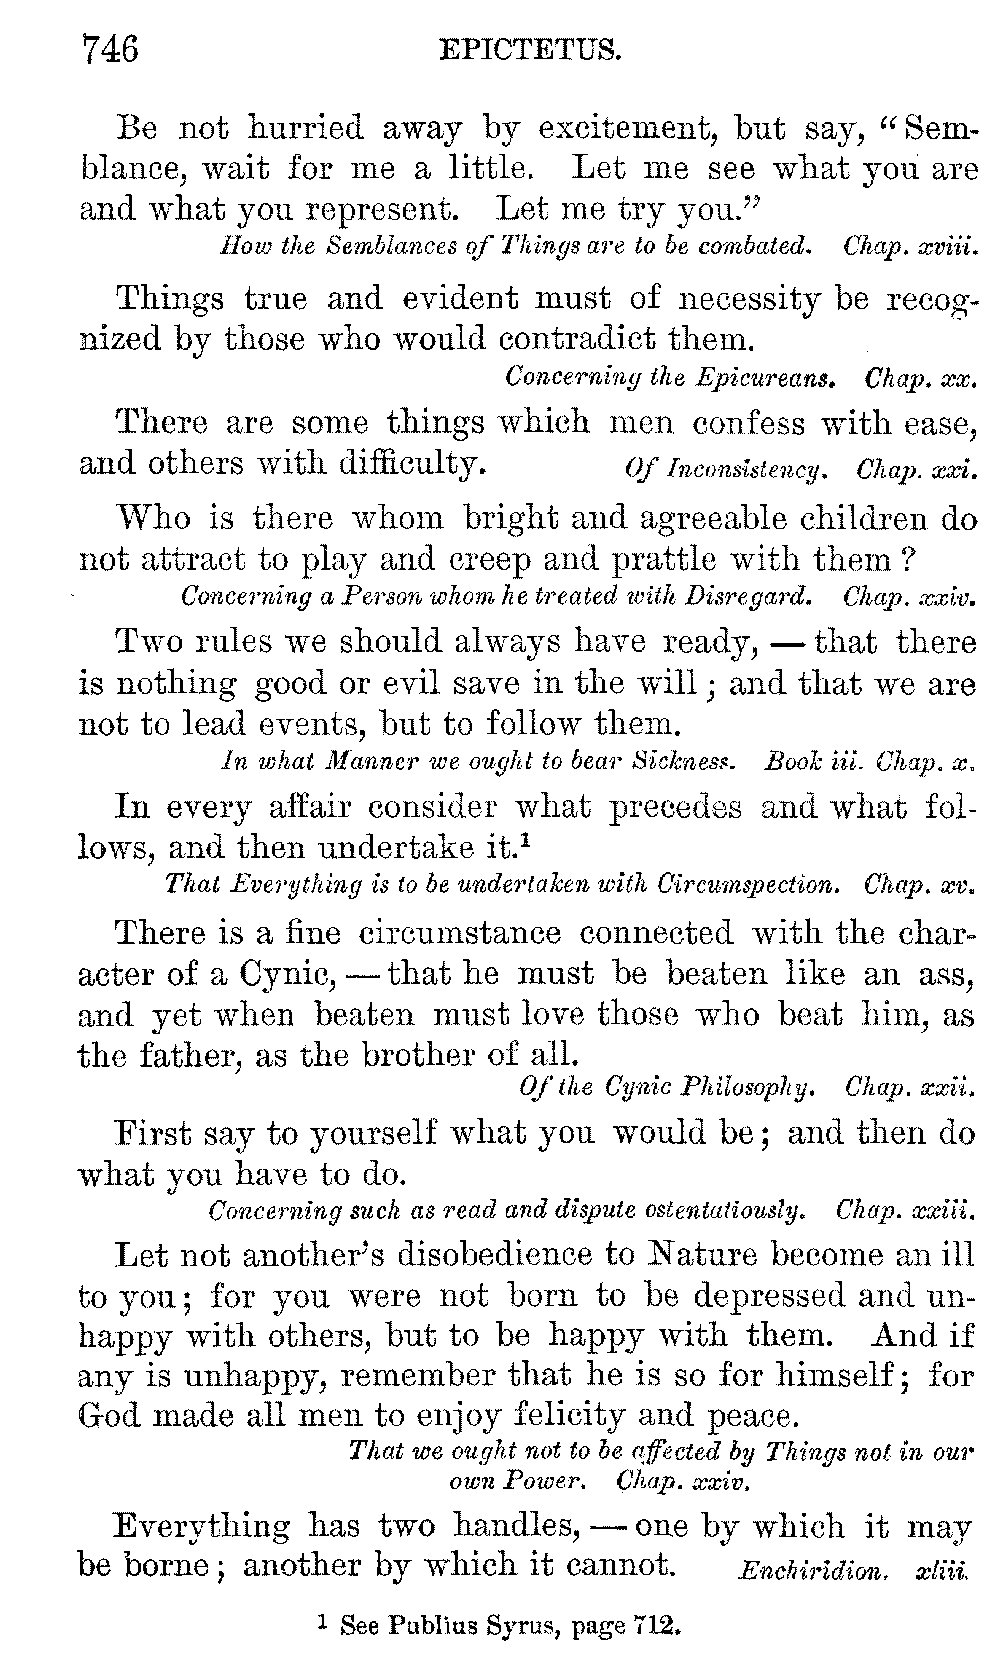 746 EPICTETUS.
Be not hurried away by excitement, but say, “Sem-
blance, wait for me a little. Let me see what you are
and what you represent. Let me try you.”
How the Semblances of Things are to be combated. Chap. xviii.
Things true and evident must of necessity be recog-
nized by those who would contradict them.
Concerning the Epicureans. Chap. xx.
There are some things which men confess with ease,
and others with difficulty. Of Inconsistency. Chap. xxi.
Who is there whom bright and agreeable children do
not attract to play and creep and prattle with them ?
Concerning a Person whom he treated with Disregard. Chap. xxiv.
Two rules we should always have ready, — that there
is nothing good or evil save in the will ; and that we are
not to lead events, but to follow them.
In what Manner we ought to bear Sickness. Book iii. Chap. x.
In every affair consider what precedes and what fol-
lows, and then undertake it.¹
That Everything is to be undertaken with Circumspection. Chap. xv.
There is a fine circumstance connected with the char-
acter of a Cynic, — that he must be beaten like an ass,
and yet when beaten must love those who beat him, as
the father, as the brother of all.
Of the Cynic Philosophy. Chap. xxii.
First say to yourself what you would be ; and then do
what you have to do.
Concerning such as read and dispute ostentatiously. Chap. xxiii.
Let not another's disobedience to Nature become an ill
to you ; for you were not born to be depressed and un-
happy with others, but to be happy with them. And if
any is unhappy, remember that he is so for himself ; for
God made all men to enjoy felicity and peace.
That we ought not to be affected by Things not in our
own Power. Chap. xxiv.
Everything has two handles, — one by which it may
be borne ; another by which it cannot. Enchiridion. xliii.
¹ See Publius Syrus, page 712.